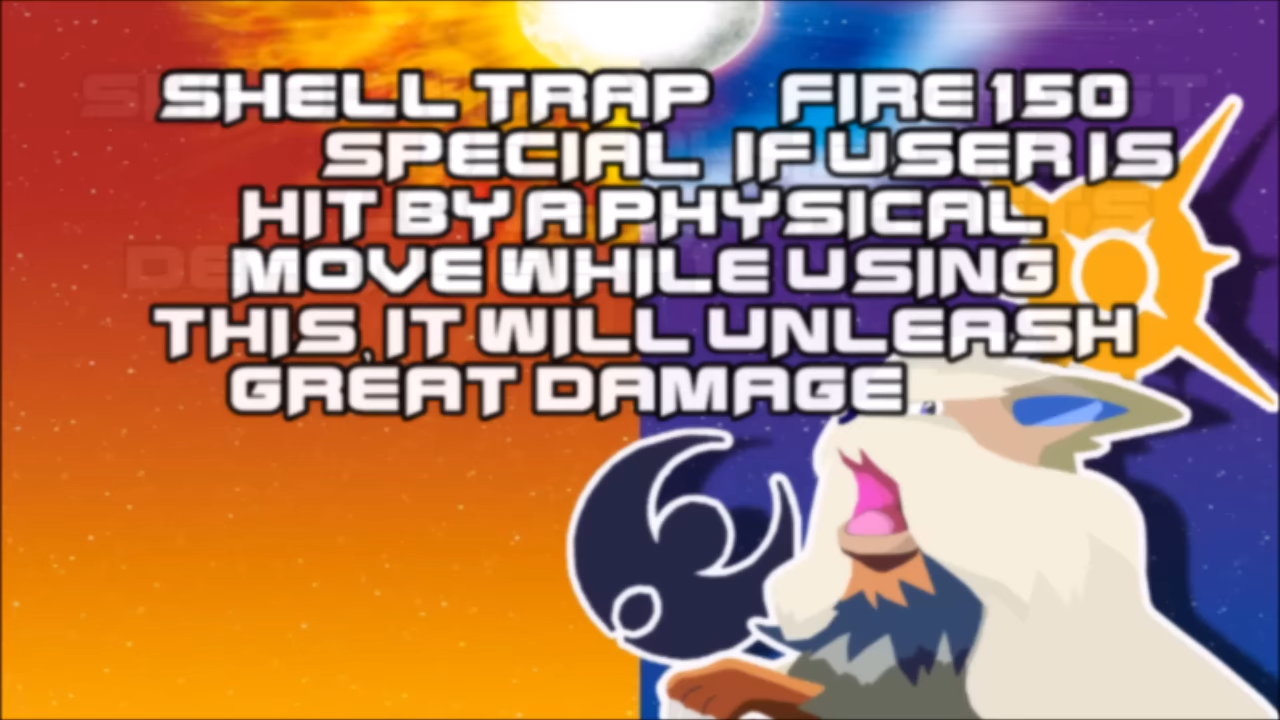 SHELL TRAP FIRE 150
SPECIAL IF USER IS
HIT BY A PHYSICAL
MOVE WHILE USING
THIS, IT WILL UNLEASH
GREAT DAMAGE